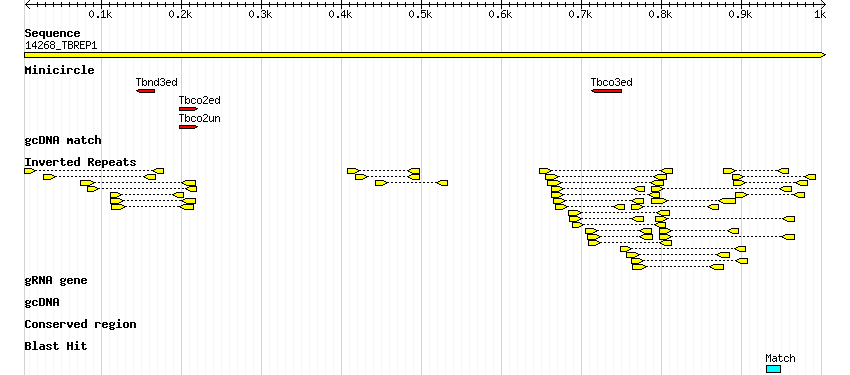 0.1k 0.2k 0.3k 0.4k 0.5k 0.6k 0.7k 0.8k 0.9k 1k
Sequence
14268_TBREP1
Minicircle
Tbnd3ed Tbco3ed
Tbco2ed
Tbco2un
gcDNA match
Inverted Repeats
gRNA gene
gcDNA
Conserved region
Blast Hit
Match